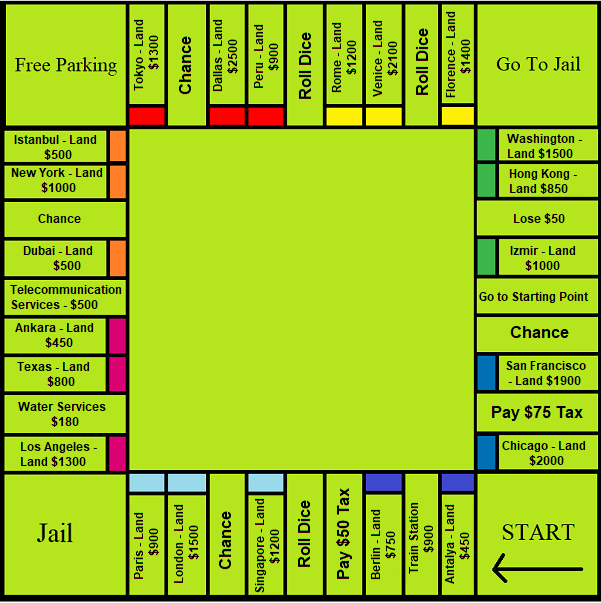 Free Parking
Tokyo - Land
$1300
Chance
Dallas - Land
$2500
Peru - Land
$900
Roll Dice
Rome - Land
$1200
Venice - Land
$2100
Roll Dice
Florence - Land
$1400
Go To Jail
Istanbul - Land
$500
New York - Land
$1000
Chance
Dubai - Land
$500
Telecommunication
Services - $500
Ankara - Land
$450
Texas - Land
$800
Water Services
$180
Los Angeles -
Land $1300
Washington -
Land $1500
Hong Kong -
Land $850
Lose $50
Izmir - Land
$1000
Go to Starting Point
Chance
San Francisco
- Land $1900
Pay $75 Tax
Chicago - Land
$2000
Jail
Paris - Land
$900
London - Land
$1500
Chance
Singapore - Land
$1200
Roll Dice
Pay $50 Tax
Berlin - Land
$750
Train Station
$900
Antalya - Land
$450
START